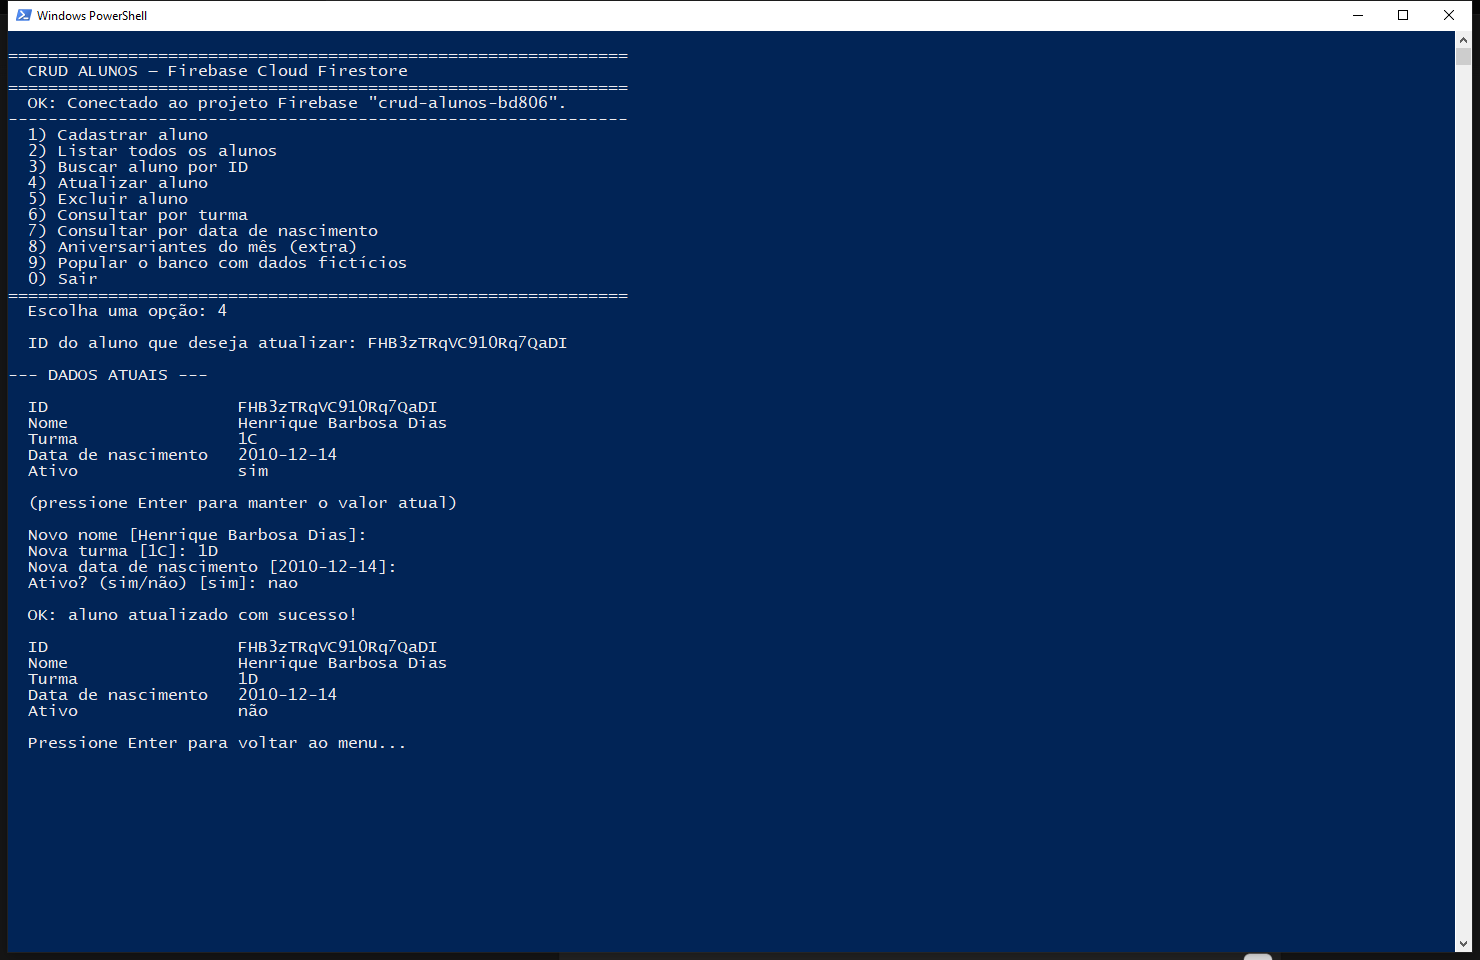 Windows PowerShell
==============================================================
CRUD ALUNOS — Firebase Cloud Firestore
==============================================================
OK: Conectado ao projeto Firebase "crud-alunos-bd806".
--------------------------------------------------------------
1) Cadastrar aluno
2) Listar todos os alunos
3) Buscar aluno por ID
4) Atualizar aluno
5) Excluir aluno
6) Consultar por turma
7) Consultar por data de nascimento
8) Aniversariantes do mês (extra)
9) Popular o banco com dados fictícios
0) Sair
==============================================================
Escolha uma opção: 4
ID do aluno que deseja atualizar: FHB3zTRqVC910Rq7QaDI
--- DADOS ATUAIS ---
ID FHB3zTRqVC910Rq7QaDI
Nome Henrique Barbosa Dias
Turma 1C
Data de nascimento 2010-12-14
Ativo sim
(pressione Enter para manter o valor atual)
Novo nome [Henrique Barbosa Dias]:
Nova turma [1C]: 1D
Nova data de nascimento [2010-12-14]:
Ativo? (sim/não) [sim]: nao
OK: aluno atualizado com sucesso!
ID FHB3zTRqVC910Rq7QaDI
Nome Henrique Barbosa Dias
Turma 1D
Data de nascimento 2010-12-14
Ativo não
Pressione Enter para voltar ao menu...